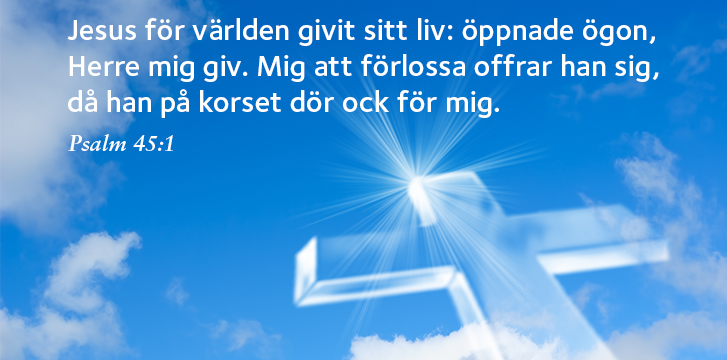 Jesus för världen givit sitt liv: öppnade ögon,
Herre mig giv. Mig att förlossa offrar han sig,
då han på korset dör ock för mig.
Psalm 45:1